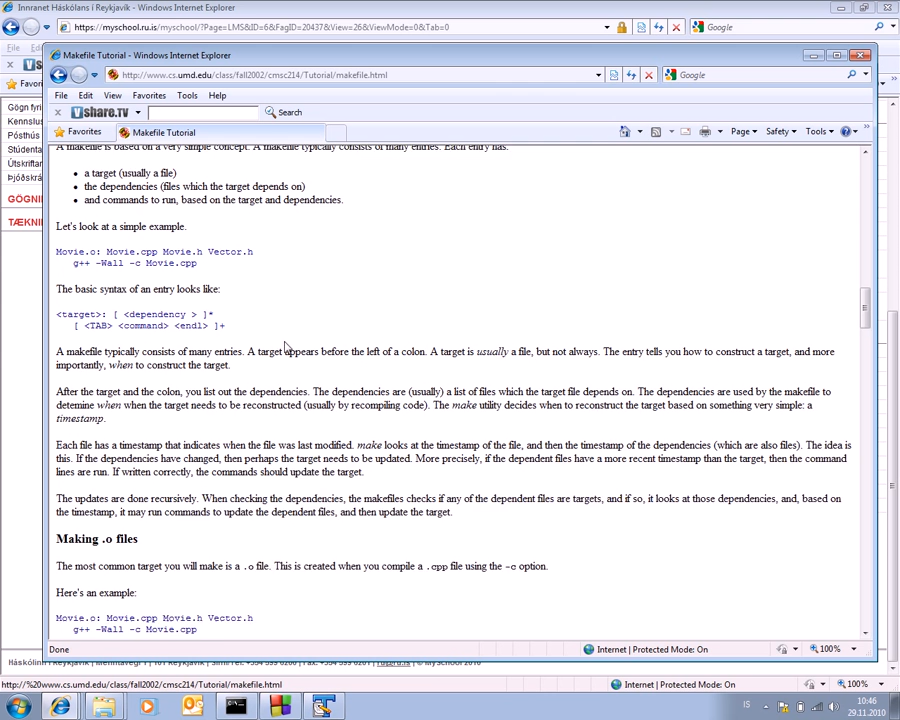 Innranet Háskólans í Reykjavík - Windows Internet Explorer
https://myschool.ru.is/myschool/?Page=LMS&ID=6&FagID=20437&View=26&ViewMode=0&Tab=0
Google
File
Makefile Tutorial - Windows Internet Explorer
http://www.cs.umd.edu/class/fall2002/cmsc214/Tutorial/makefile.html
Google
File Edit View Favorites Tools Help
x Vshare.TV Search
Favorites Makefile Tutorial
Page Safety Tools
Gögn fyri
Kennslus
Pósthús
Stúdenta
Útskriftar
Þjóðskrá
GÖGNI
TÆKNI
A makefile is based on a very simple concept. A makefile typically consists of many entries. Each entry has:
• a target (usually a file)
• the dependencies (files which the target depends on)
• and commands to run, based on the target and dependencies.
Let's look at a simple example.
Movie.o: Movie.cpp Movie.h Vector.h
g++ -Wall -c Movie.cpp
The basic syntax of an entry looks like:
<target>: [ <dependency > ]*
[ <TAB> <command> <endl> ]+
A makefile typically consists of many entries. A target appears before the left of a colon. A target is usually a file, but not always. The entry tells you how to construct a target, and more
importantly, when to construct the target.
After the target and the colon, you list out the dependencies. The dependencies are (usually) a list of files which the target file depends on. The dependencies are used by the makefile to
detemine when when the target needs to be reconstructed (usually by recompiling code). The make utility decides when to reconstruct the target based on something very simple: a
timestamp.
Each file has a timestamp that indicates when the file was last modified. make looks at the timestamp of the file, and then the timestamp of the dependencies (which are also files). The idea is
this. If the dependencies have changed, then perhaps the target needs to be updated. More precisely, if the dependent files have a more recent timestamp than the target, then the command
lines are run. If written correctly, the commands should update the target.
The updates are done recursively. When checking the dependencies, the makefiles checks if any of the dependent files are targets, and if so, it looks at those dependencies, and, based on
the timestamp, it may run commands to update the dependent files, and then update the target.
Making .o files
The most common target you will make is a .o file. This is created when you compile a .cpp file using the -c option.
Here's an example:
Movie.o: Movie.cpp Movie.h Vector.h
g++ -Wall -c Movie.cpp
Done
Internet | Protected Mode: On
100%
http://%20www.cs.umd.edu/class/fall2002/cmsc214/Tutorial/makefile.html
Internet | Protected Mode: On
100%
IS
10:46
29.11.2010